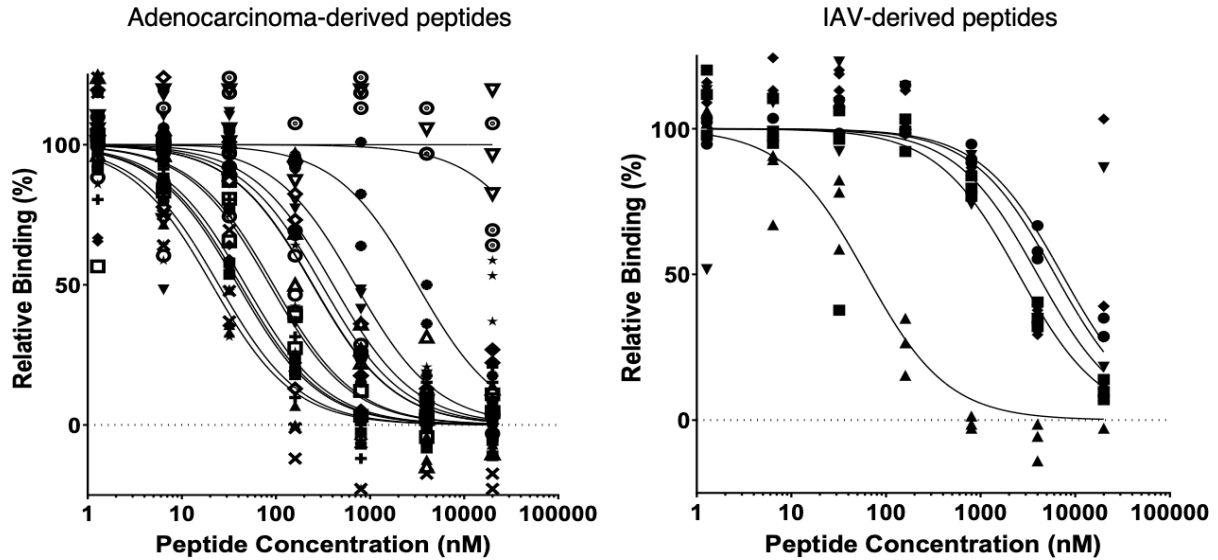 Adenocarcinoma-derived peptides
Relative Binding (%)
100
50
0
1 10 100 1000 10000 100000
Peptide Concentration (nM)
IAV-derived peptides
Relative Binding (%)
100
50
0
1 10 100 1000 10000 100000
Peptide Concentration (nM)